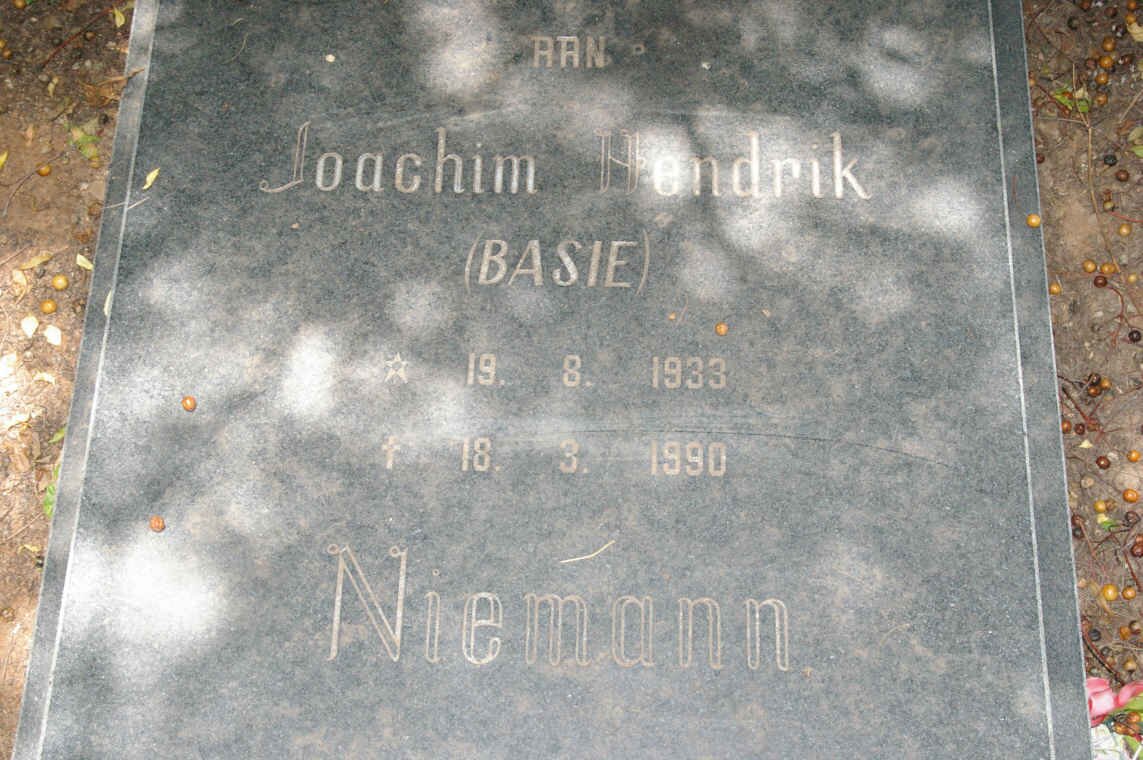 AAN
Joachim Hendrik
(BASIE)
☆ 19. 8. 1933
† 18. 3. 1990
Niemann